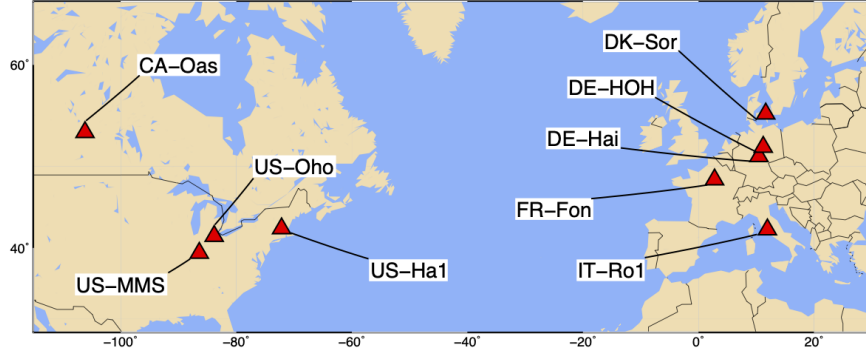 DK−Sor
60°
CA−Oas
DE−HOH
DE−Hai
US−Oho
FR−Fon
40°
US−MMS
US−Ha1
IT−Ro1
−100°
−80°
−60°
−40°
−20°
0°
20°